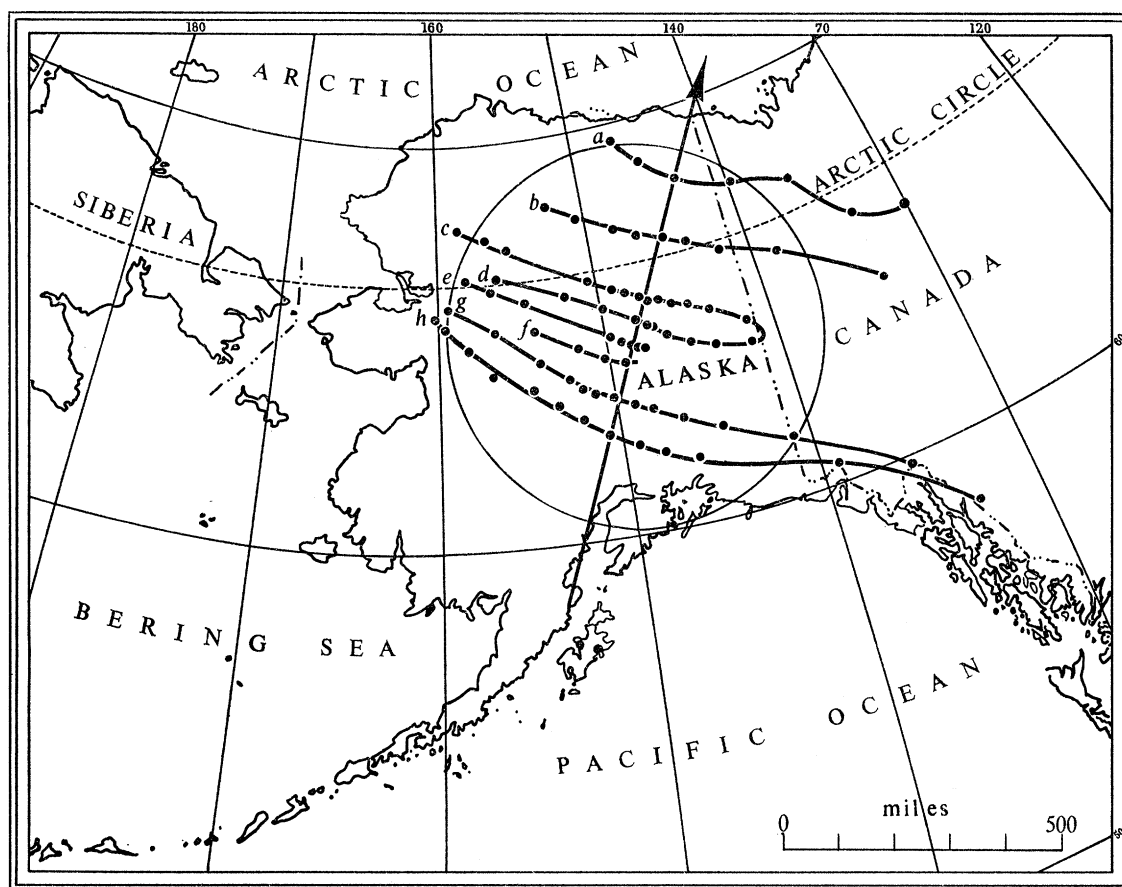 180 160 140 70 120
ARCTIC OCEAN
ARCTIC CIRCLE
SIBERIA
a
b
c
d
e
f
g
h
CANADA
ALASKA
BERING SEA
PACIFIC OCEAN
miles
0 500